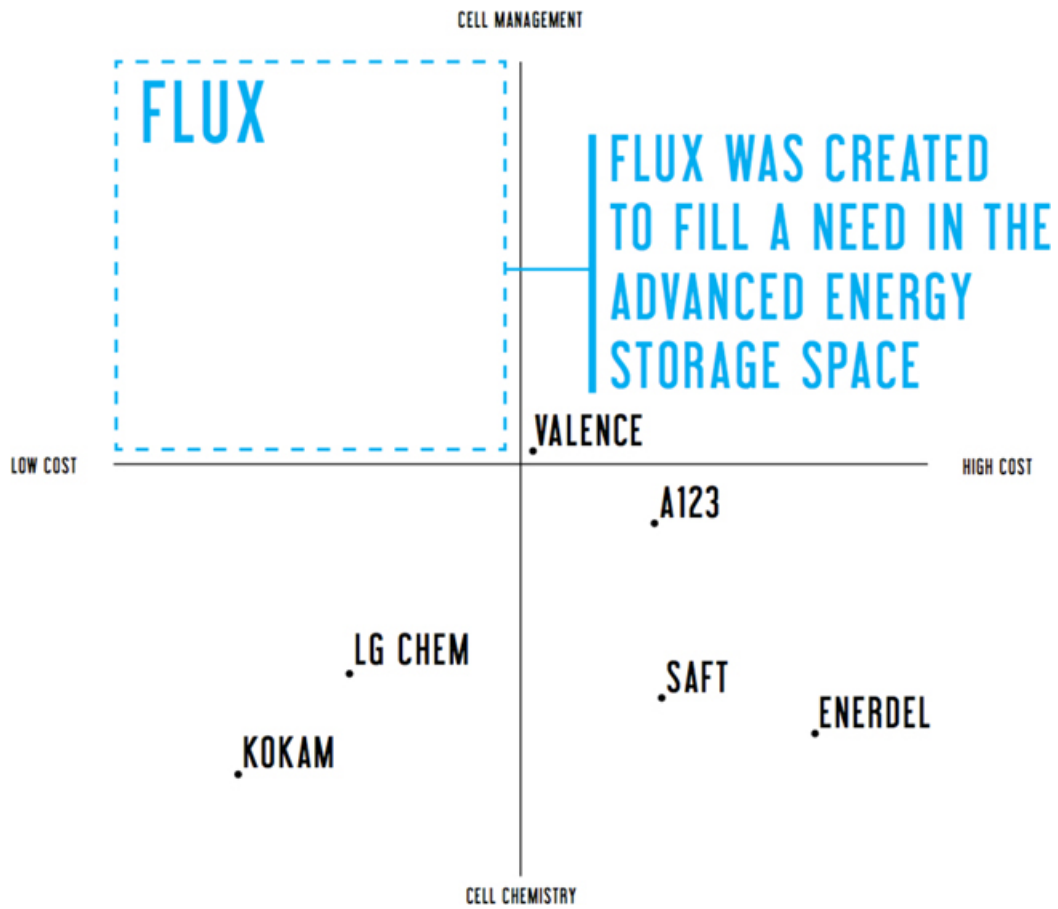 CELL MANAGEMENT
FLUX
FLUX WAS CREATED
TO FILL A NEED IN THE
ADVANCED ENERGY
STORAGE SPACE
VALENCE
LOW COST
HIGH COST
A123
LG CHEM
SAFT
ENERDEL
KOKAM
CELL CHEMISTRY